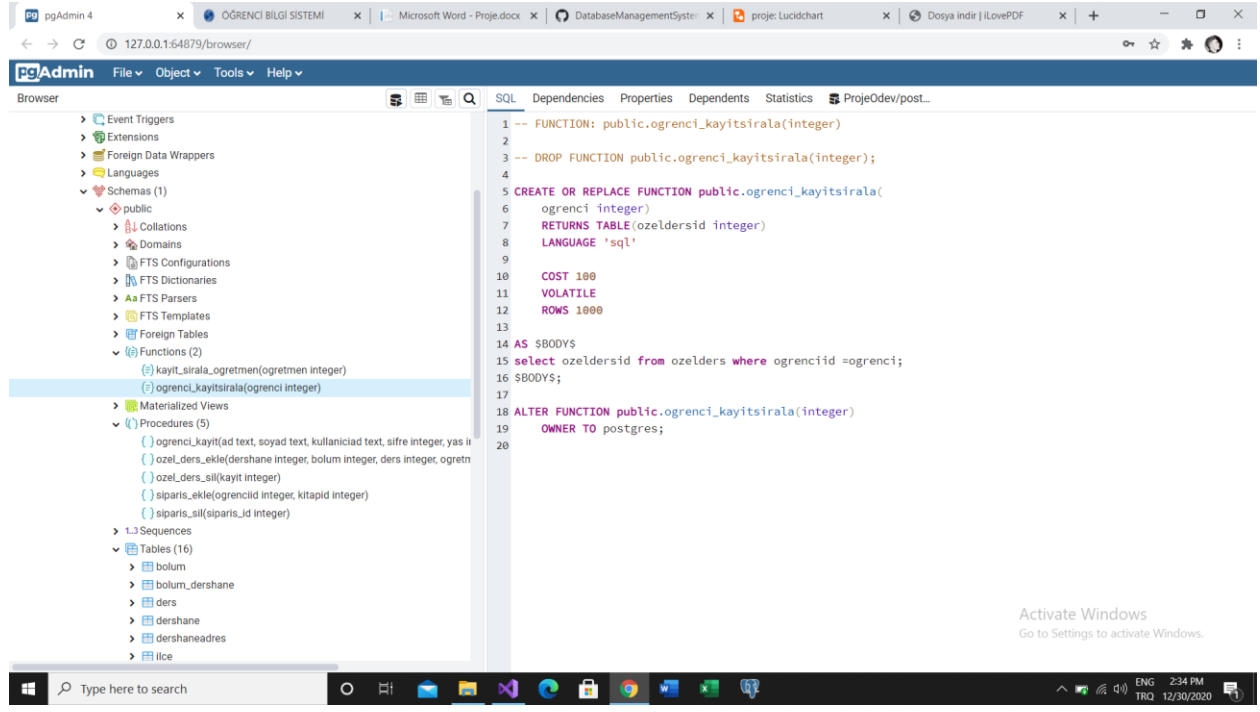 pgAdmin 4
ÖĞRENCİ BİLGİ SİSTEMİ
Microsoft Word - Proje.docx
DatabaseManagementSyster
proje: Lucidchart
Dosya indir | iLovePDF
127.0.0.1:64879/browser/
pgAdmin File Object Tools Help
Browser
SQL Dependencies Properties Dependents Statistics ProjeOdev/post...
Event Triggers
Extensions
Foreign Data Wrappers
Languages
Schemas (1)
public
Collations
Domains
FTS Configurations
FTS Dictionaries
Aa FTS Parsers
FTS Templates
Foreign Tables
Functions (2)
kayit_sirala_ogretmen(ogretmen integer)
ogrenci_kayitsirala(ogrenci integer)
Materialized Views
Procedures (5)
ogrenci_kayit(ad text, soyad text, kullaniciad text, sifre integer, yas in
ozel_ders_ekle(dershane integer, bolum integer, ders integer, ogretm
ozel_ders_sil(kayit integer)
siparis_ekle(ogrenciid integer, kitapid integer)
siparis_sil(siparis_id integer)
1..3 Sequences
Tables (16)
bolum
bolum_dershane
ders
dershane
dershaneadres
ilce
1 -- FUNCTION: public.ogrenci_kayitsirala(integer)
2
3 -- DROP FUNCTION public.ogrenci_kayitsirala(integer);
4
5 CREATE OR REPLACE FUNCTION public.ogrenci_kayitsirala(
6 ogrenci integer)
7 RETURNS TABLE(ozeldersid integer)
8 LANGUAGE 'sql'
9
10 COST 100
11 VOLATILE
12 ROWS 1000
13
14 AS $BODY$
15 select ozeldersid from ozelders where ogrenciid =ogrenci;
16 $BODY$;
17
18 ALTER FUNCTION public.ogrenci_kayitsirala(integer)
19 OWNER TO postgres;
20
Activate Windows
Go to Settings to activate Windows.
Type here to search
ENG 2:34 PM
TRQ 12/30/2020